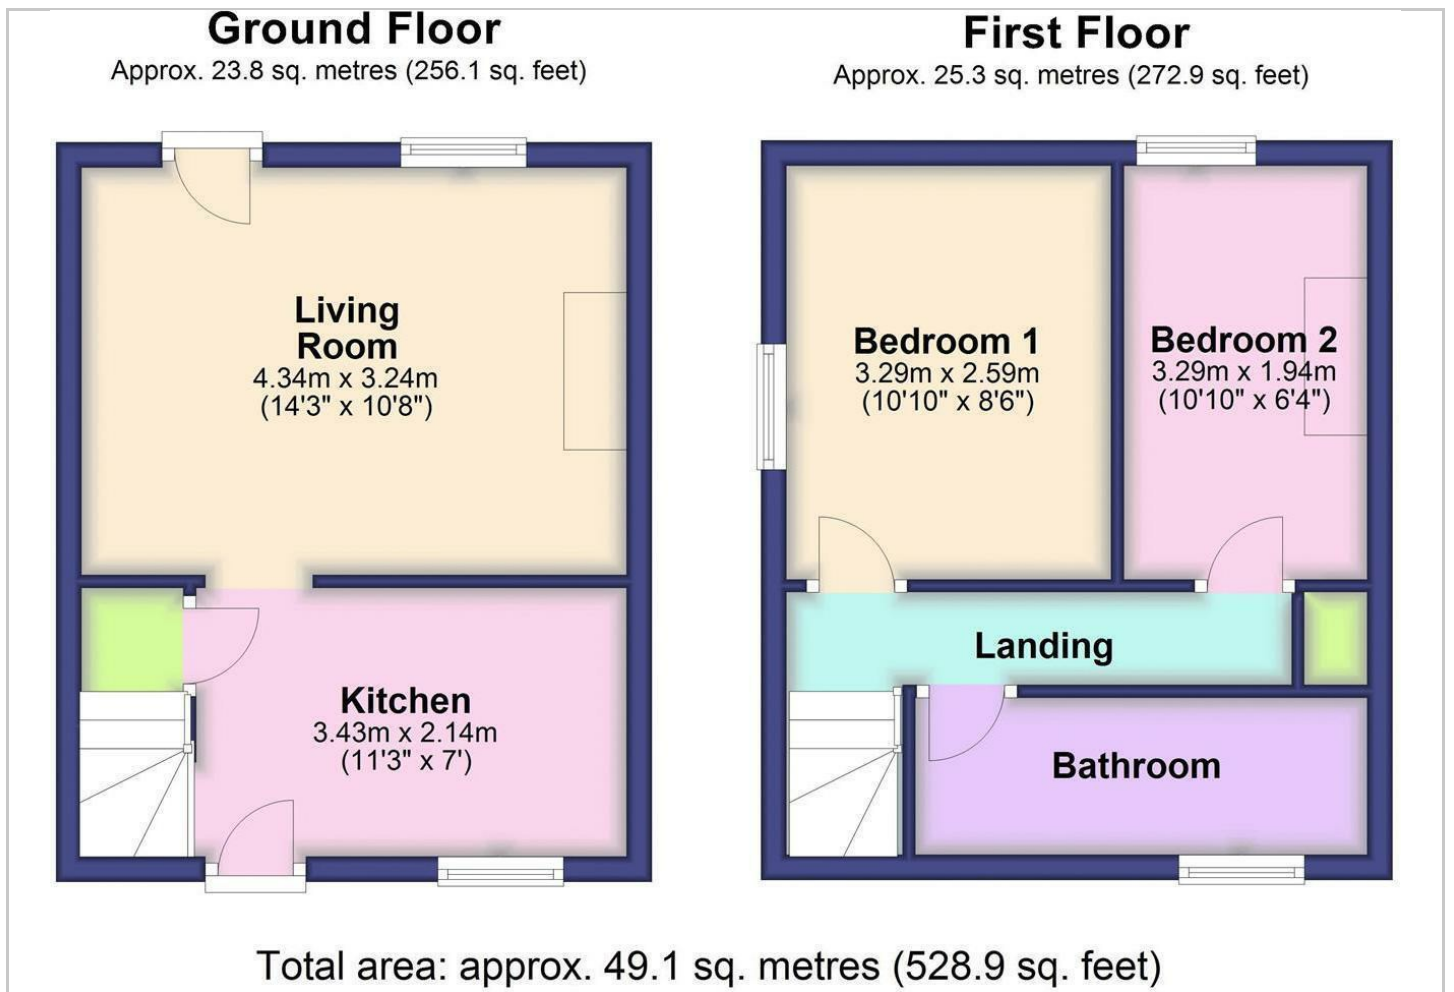 Ground Floor
Approx. 23.8 sq. metres (256.1 sq. feet)
Living
Room
4.34m x 3.24m
(14'3" x 10'8")
Kitchen
3.43m x 2.14m
(11'3" x 7')
First Floor
Approx. 25.3 sq. metres (272.9 sq. feet)
Bedroom 1
3.29m x 2.59m
(10'10" x 8'6")
Bedroom 2
3.29m x 1.94m
(10'10" x 6'4")
Landing
Bathroom
Total area: approx. 49.1 sq. metres (528.9 sq. feet)